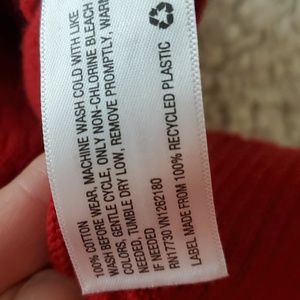 100% COTTON
WASH BEFORE WEAR, MACHINE WASH COLD WITH LIKE
COLORS, GENTLE CYCLE, ONLY NON-CHLORINE BLEACH
NEEDED, TUMBLE DRY LOW, REMOVE PROMPTLY, WARM
IF NEEDED
RN17730 VN1262180
LABEL MADE FROM 100% RECYCLED PLASTIC